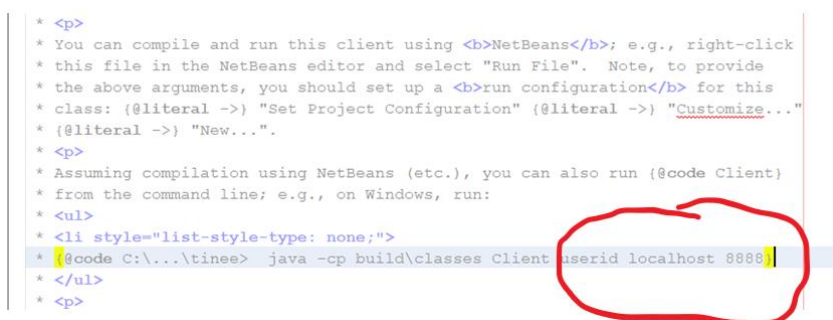 * <p>
* You can compile and run this client using <b>NetBeans</b>; e.g., right-click
* this file in the NetBeans editor and select "Run File".  Note, to provide
* the above arguments, you should set up a <b>run configuration</b> for this
* class: {@literal ->} "Set Project Configuration" {@literal ->} "Customize..."
* {@literal ->} "New...".
* <p>
* Assuming compilation using NetBeans (etc.), you can also run {@code Client}
* from the command line; e.g., on Windows, run:
* <ul>
* <li style="list-style-type: none;">
* {@code C:\...\tinee>  java -cp build\classes Client userid localhost 8888}
* </ul>
* <p>